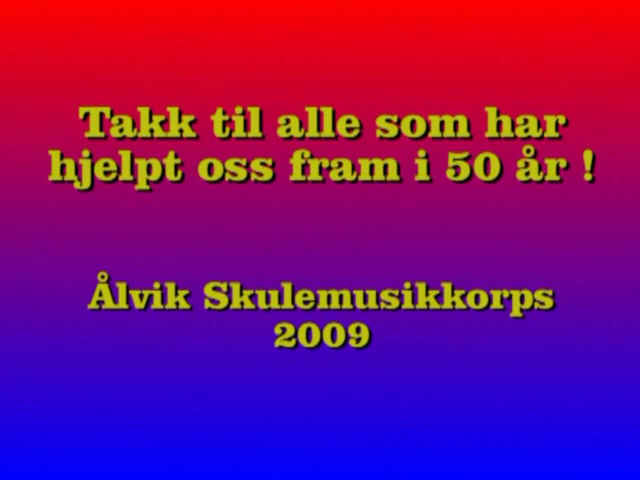 Takk til alle som har
hjelpt oss fram i 50 år !
Ålvik Skulemusikkorps
2009